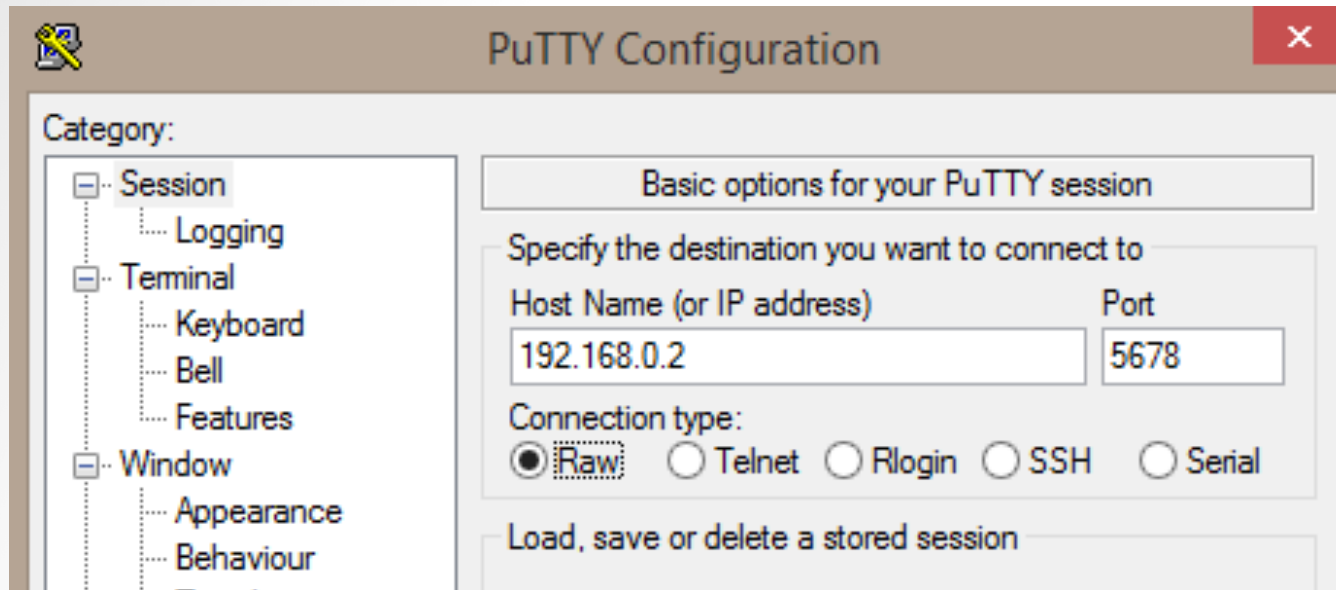 PuTTY Configuration
Category:
Session
Logging
Terminal
Keyboard
Bell
Features
Window
Appearance
Behaviour
Basic options for your PuTTY session
Specify the destination you want to connect to
Host Name (or IP address) Port
192.168.0.2 5678
Connection type:
Raw Telnet Rlogin SSH Serial
Load, save or delete a stored session